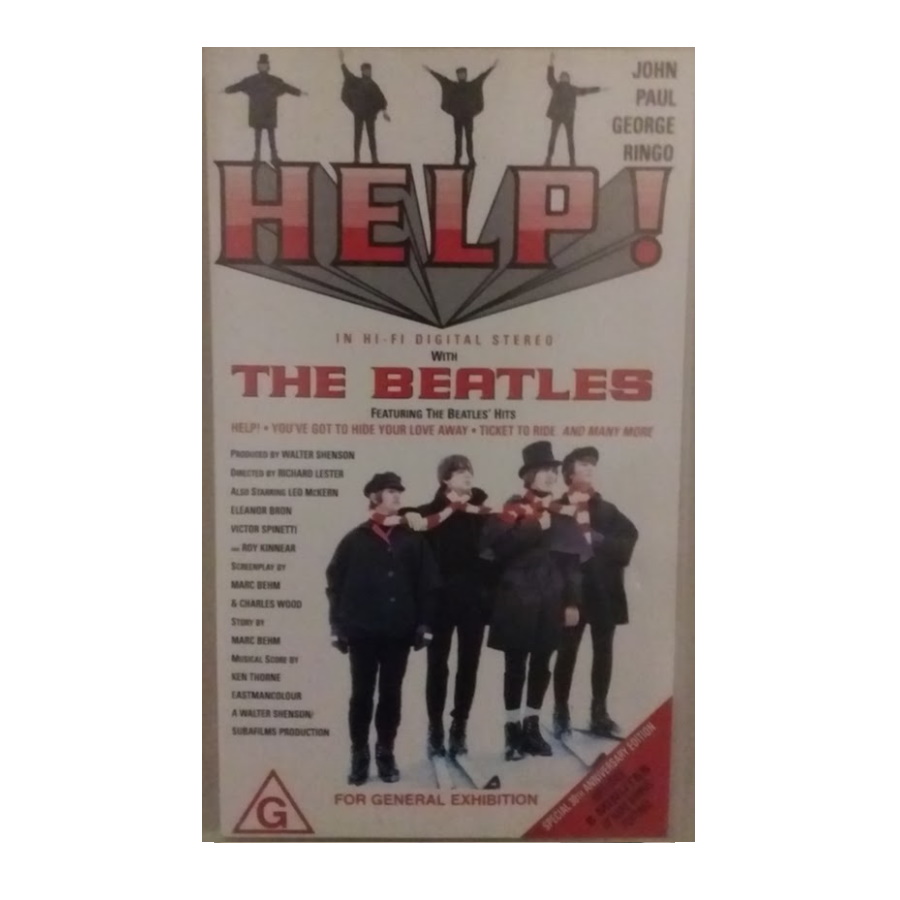 JOHN
PAUL
GEORGE
RINGO
HELP!
IN HI-FI DIGITAL STEREO
WITH
THE BEATLES
FEATURING THE BEATLES' HITS
HELP! • YOU'VE GOT TO HIDE YOUR LOVE AWAY • TICKET TO RIDE AND MANY MORE
PRODUCED BY WALTER SHENSON
DIRECTED BY RICHARD LESTER
ALSO STARRING LEO MCKERN
ELEANOR BRON
VICTOR SPINETTI
AND ROY KINNEAR
SCREENPLAY BY
MARC BEHM
& CHARLES WOOD
STORY BY
MARC BEHM
MUSICAL SCORE BY
KEN THORNE
EASTMANCOLOUR
A WALTER SHENSON/
SUBAFILMS PRODUCTION
G
FOR GENERAL EXHIBITION
SPECIAL 30TH ANNIVERSARY EDITION